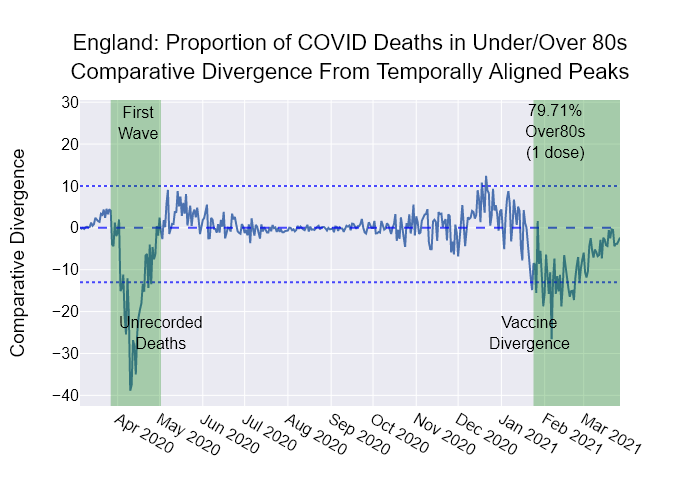 England: Proportion of COVID Deaths in Under/Over 80s
Comparative Divergence From Temporally Aligned Peaks
Comparative Divergence
30
20
10
0
−10
−20
−30
−40
First
Wave
79.71%
Over80s
(1 dose)
Unrecorded
Deaths
Vaccine
Divergence
Apr 2020
May 2020
Jun 2020
Jul 2020
Aug 2020
Sep 2020
Oct 2020
Nov 2020
Dec 2020
Jan 2021
Feb 2021
Mar 2021